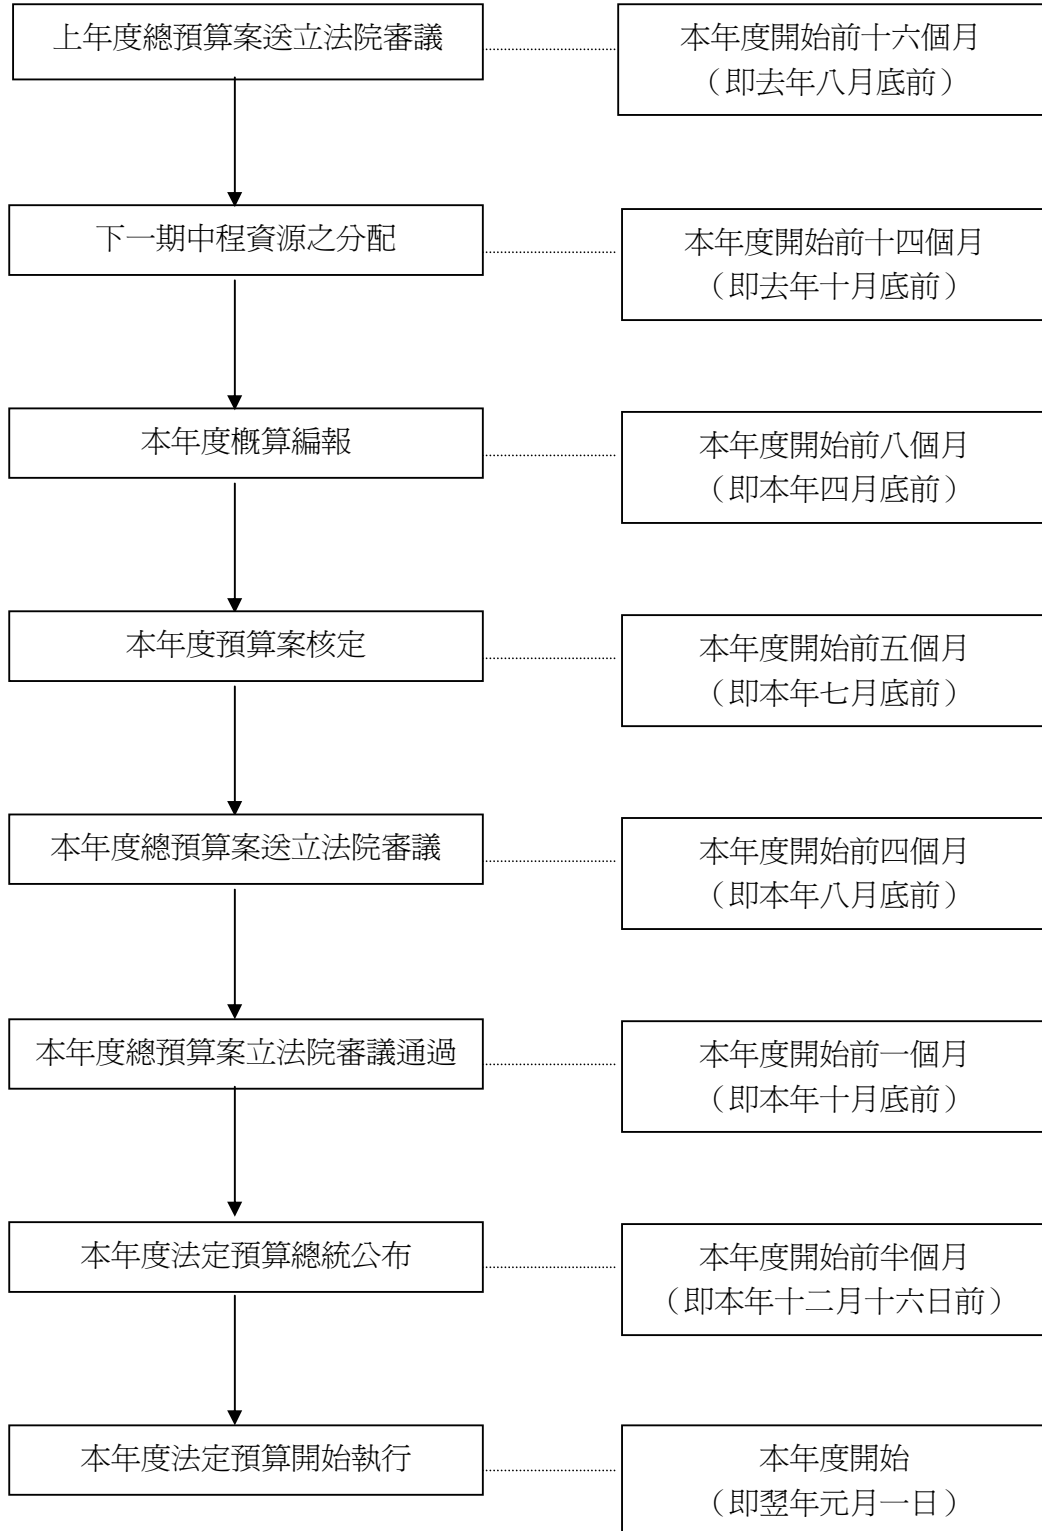 上年度總預算案送立法院審議
本年度開始前十六個月
（即去年八月底前）
下一期中程資源之分配
本年度開始前十四個月
（即去年十月底前）
本年度概算編報
本年度開始前八個月
（即本年四月底前）
本年度預算案核定
本年度開始前五個月
（即本年七月底前）
本年度總預算案送立法院審議
本年度開始前四個月
（即本年八月底前）
本年度總預算案立法院審議通過
本年度開始前一個月
（即本年十月底前）
本年度法定預算總統公布
本年度開始前半個月
（即本年十二月十六日前）
本年度法定預算開始執行
本年度開始
（即翌年元月一日）